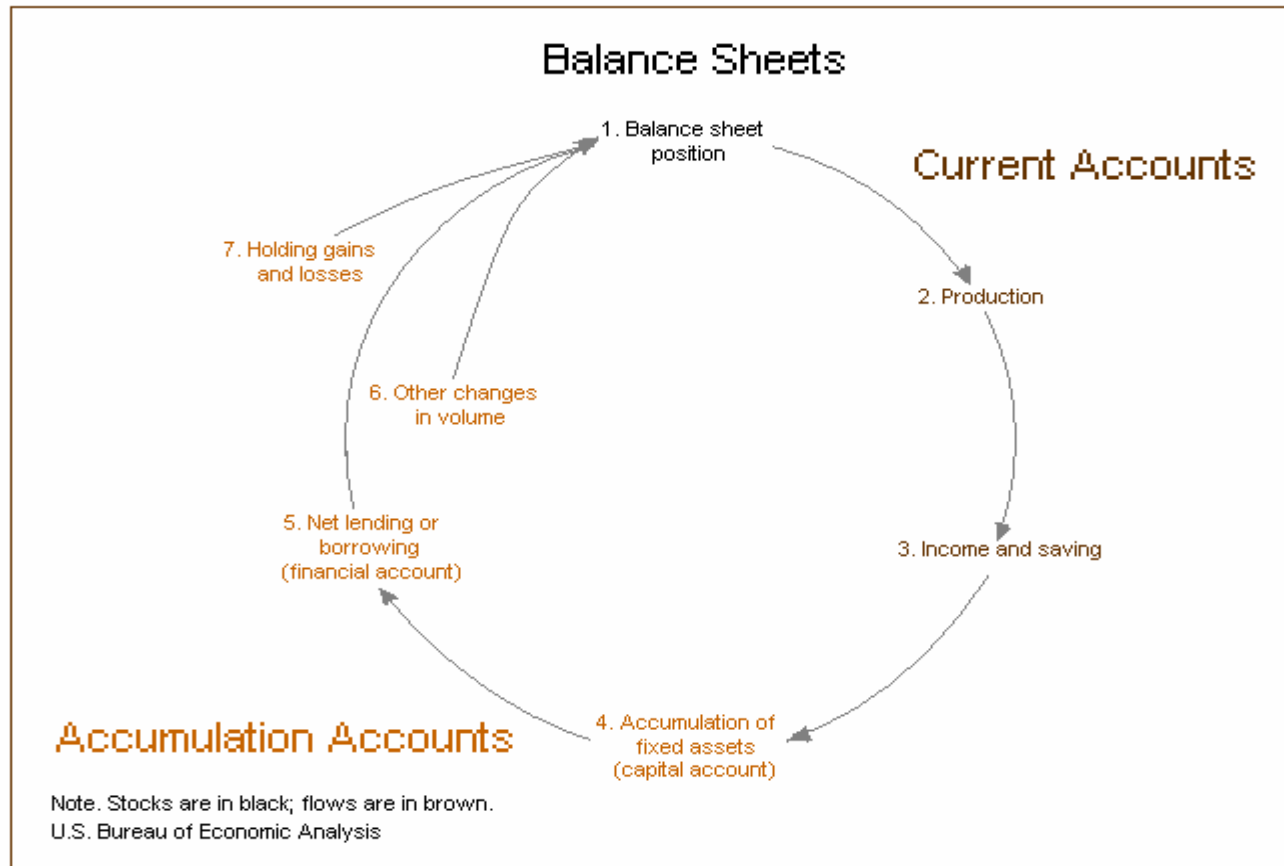 Balance Sheets
1. Balance sheet
position
Current Accounts
2. Production
3. Income and saving
4. Accumulation of
fixed assets
(capital account)
5. Net lending or
borrowing
(financial account)
6. Other changes
in volume
7. Holding gains
and losses
Accumulation Accounts
Note. Stocks are in black; flows are in brown.
U.S. Bureau of Economic Analysis